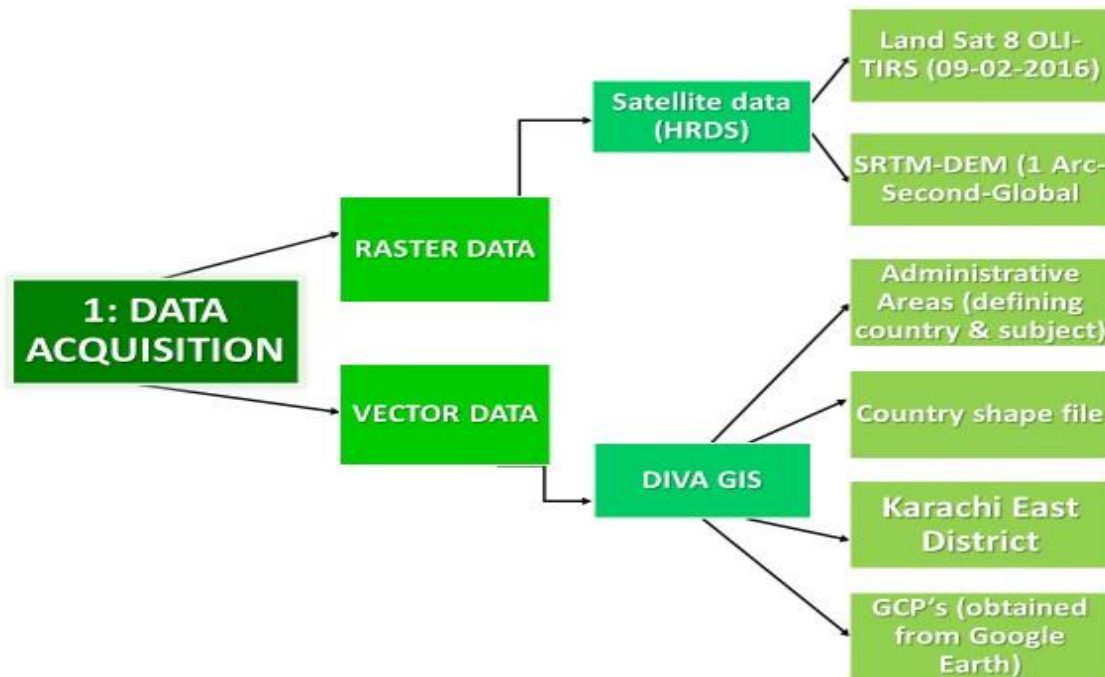 1: DATA
ACQUISITION
RASTER DATA
VECTOR DATA
Satellite data
(HRDS)
DIVA GIS
Land Sat 8 OLI-
TIRS (09-02-2016)
SRTM-DEM (1 Arc-
Second-Global
Administrative
Areas (defining
country & subject)
Country shape file
Karachi East
District
GCP's (obtained
from Google
Earth)